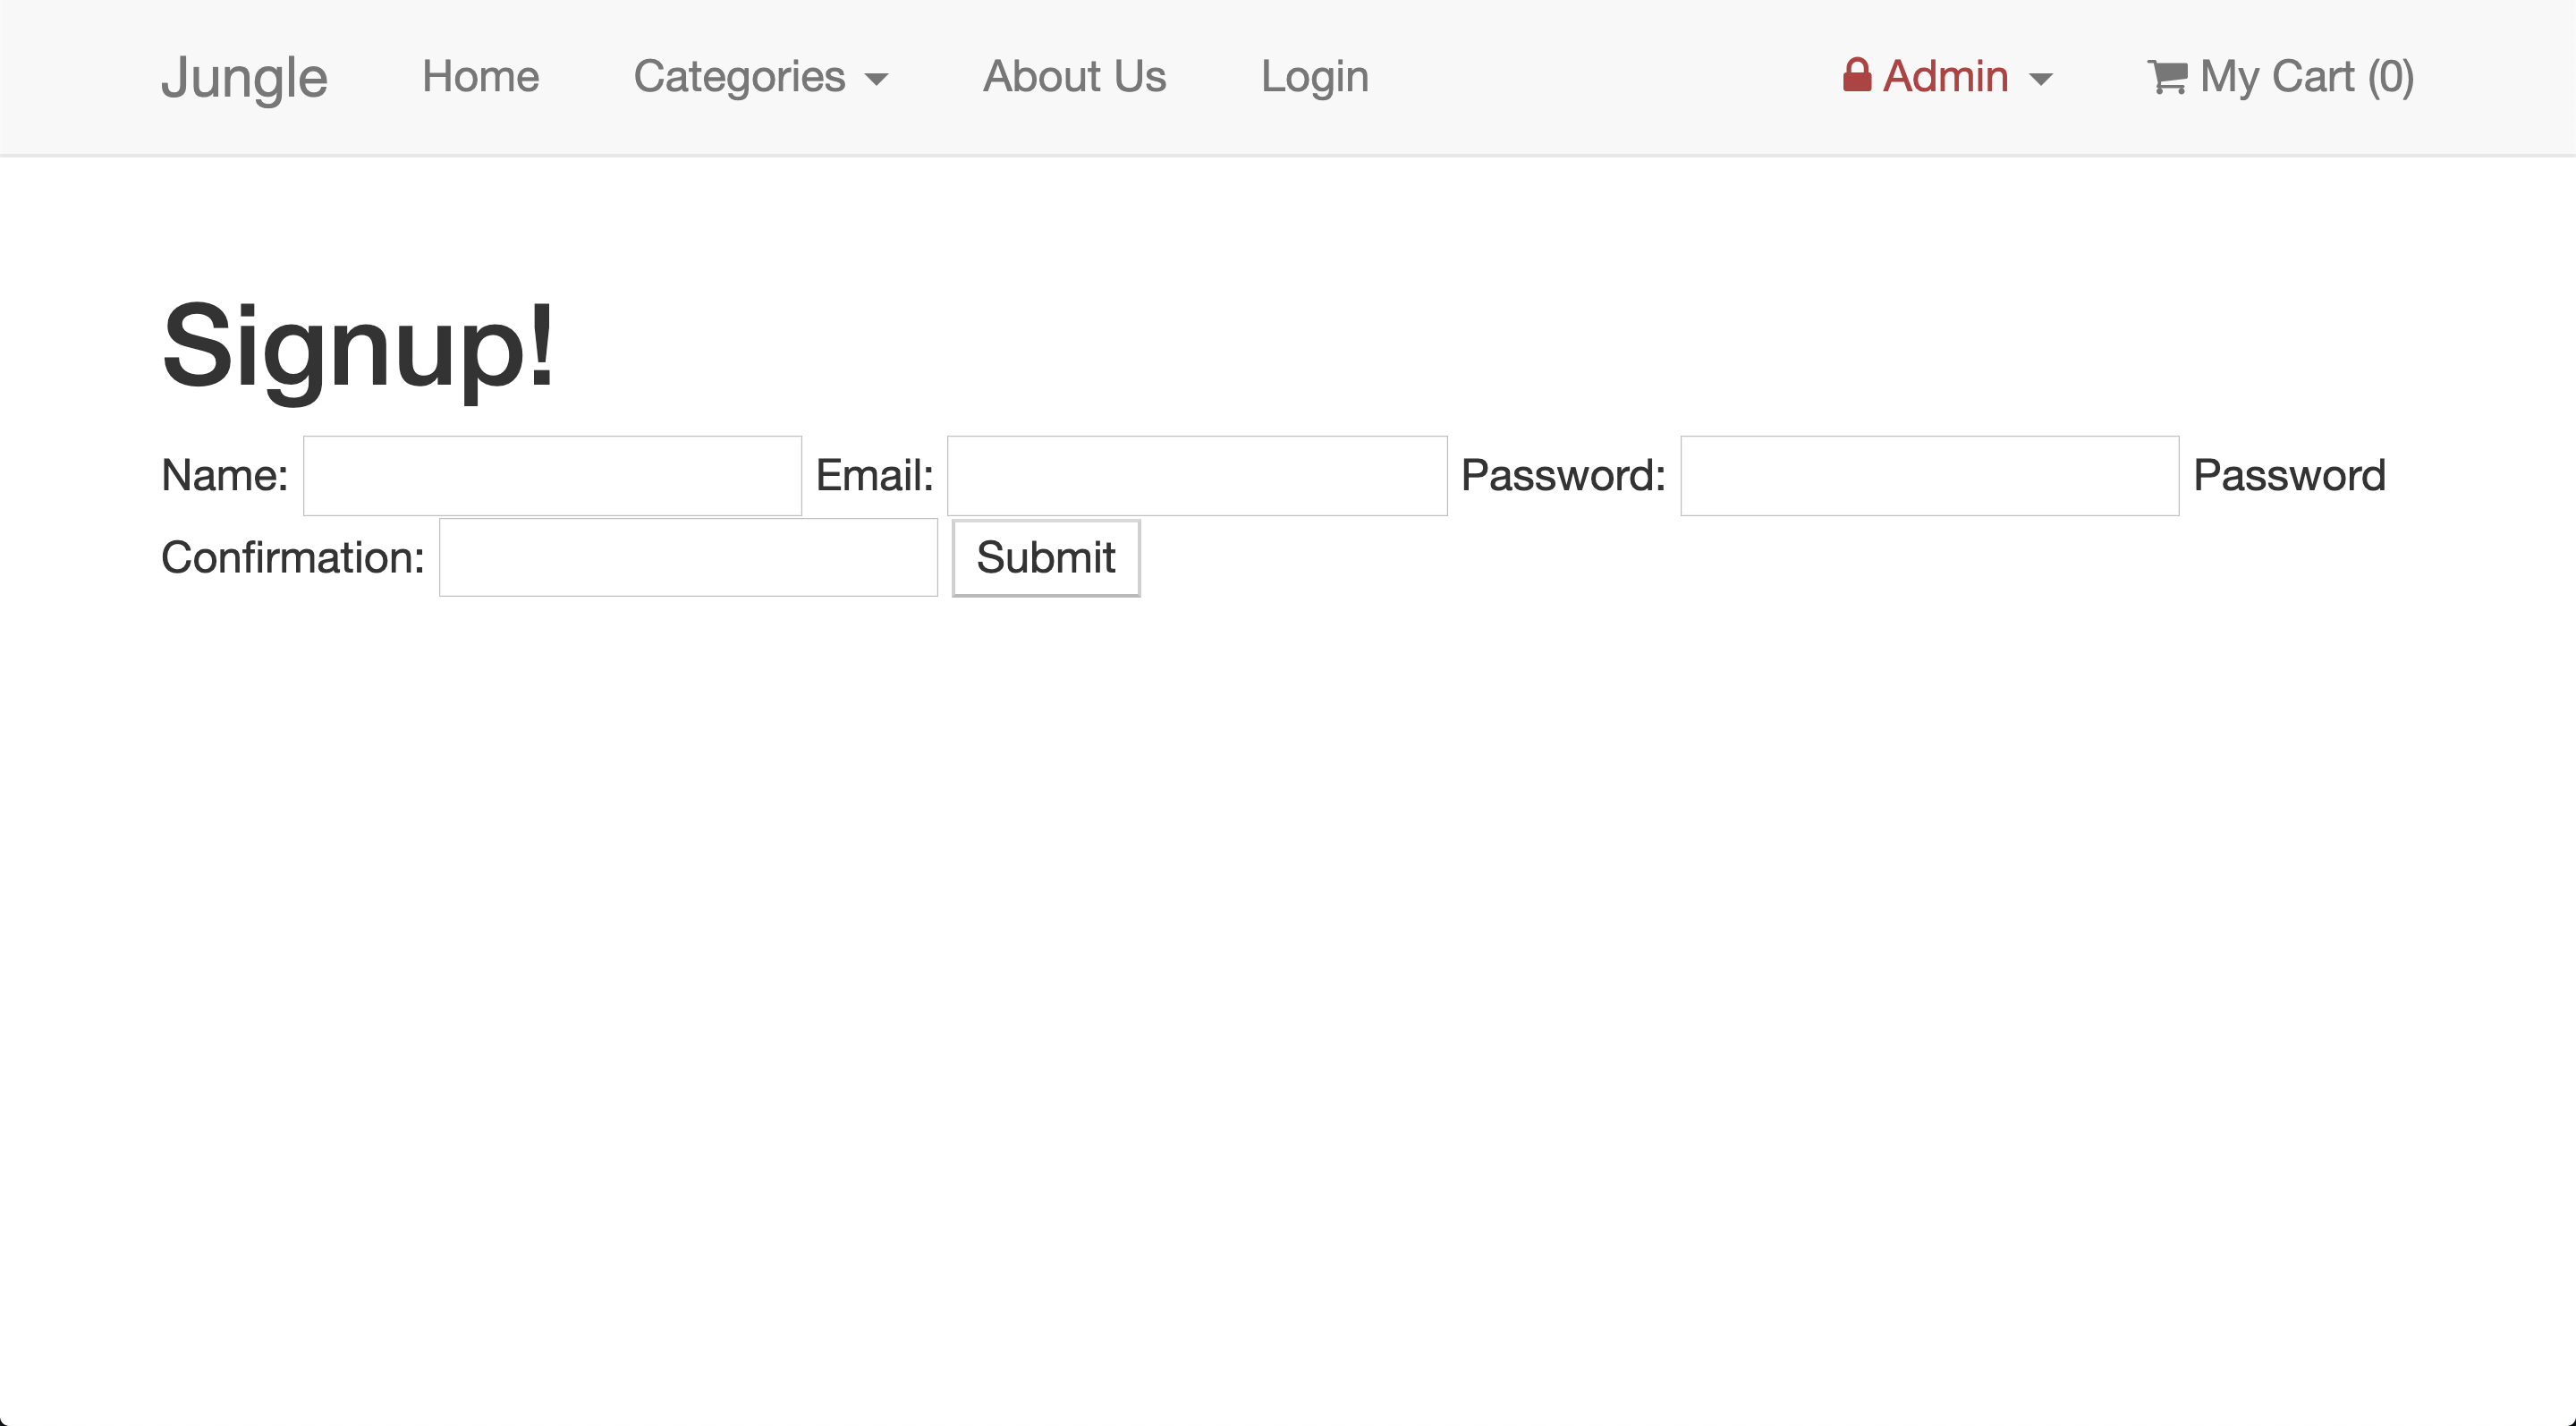 Jungle Home Categories About Us Login Admin My Cart (0)
Signup!
Name: Email: Password: Password
Confirmation: Submit